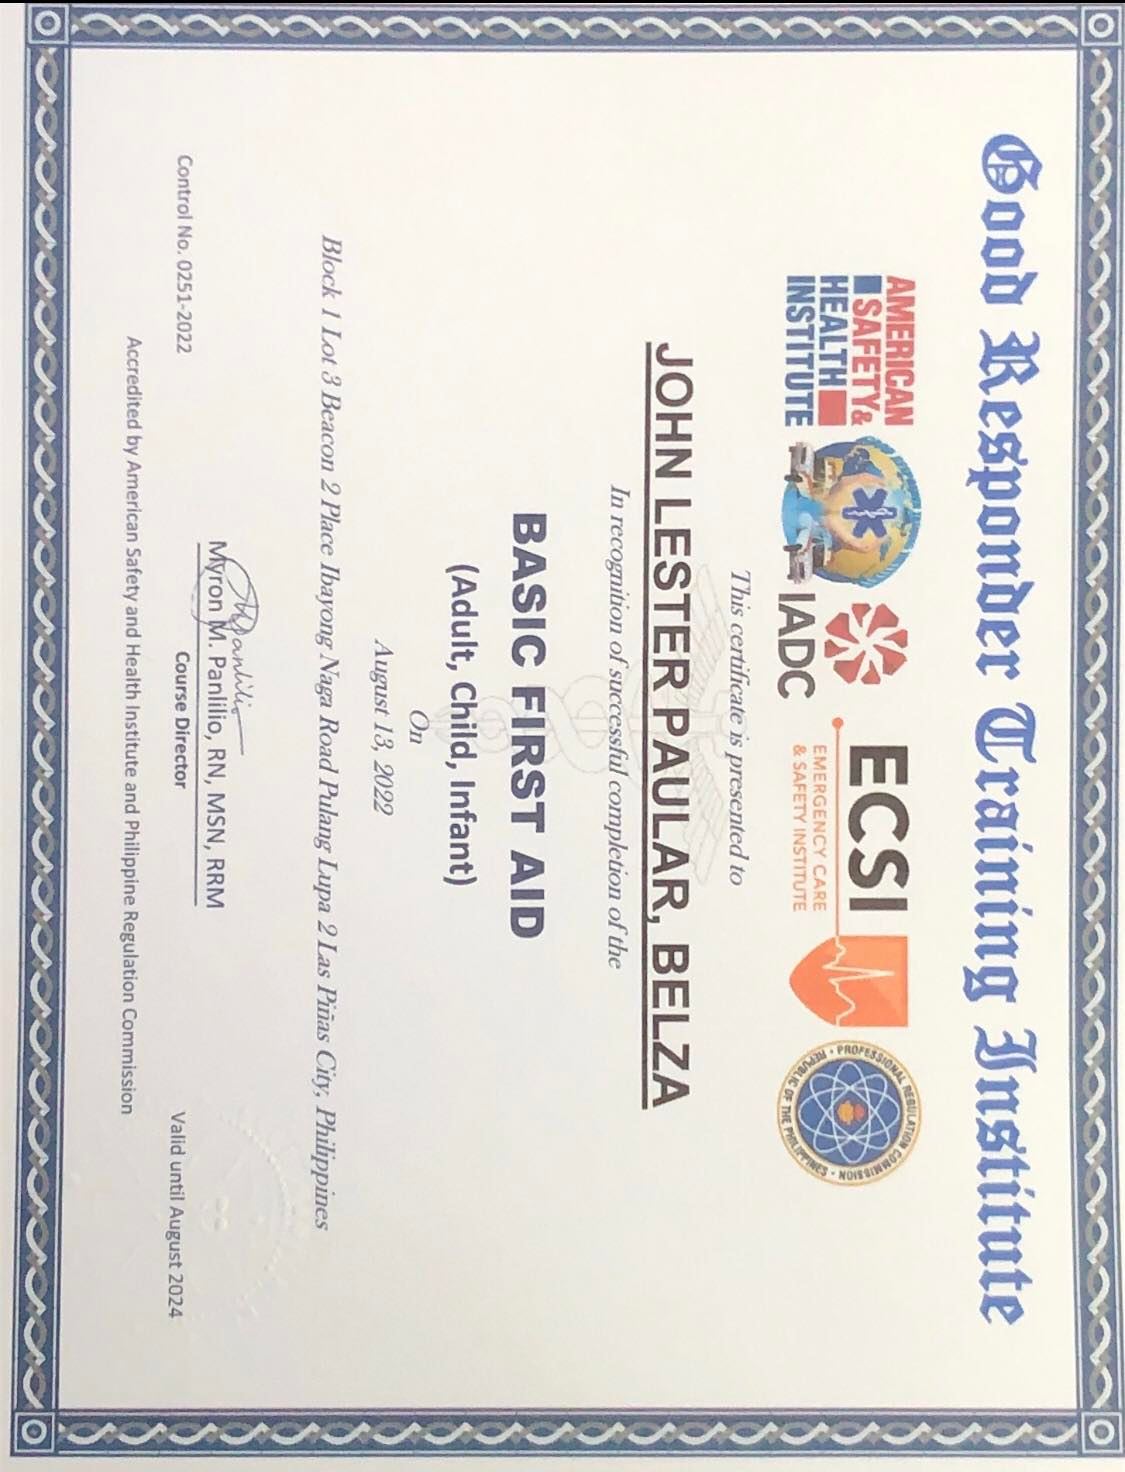 Good Responder Training Institute
AMERICAN
SAFETY&
HEALTH
INSTITUTE
IADC
ECSI
EMERGENCY CARE
& SAFETY INSTITUTE
PROFESSIONAL REGULATION COMMISSION
REPUBLIC OF THE PHILIPPINES
This certificate is presented to
JOHN LESTER PAULAR, BELZA
In recognition of successful completion of the
BASIC FIRST AID
(Adult, Child, Infant)
On
August 13, 2022
Block 1 Lot 3 Beacon 2 Place Ibayong Naga Road Pulang Lupa 2 Las Piñas City, Philippines
Myron M. Panlilio, RN, MSN, RRM
Control No. 0251-2022
Course Director
Valid until August 2024
Accredited by American Safety and Health Institute and Philippine Regulation Commission